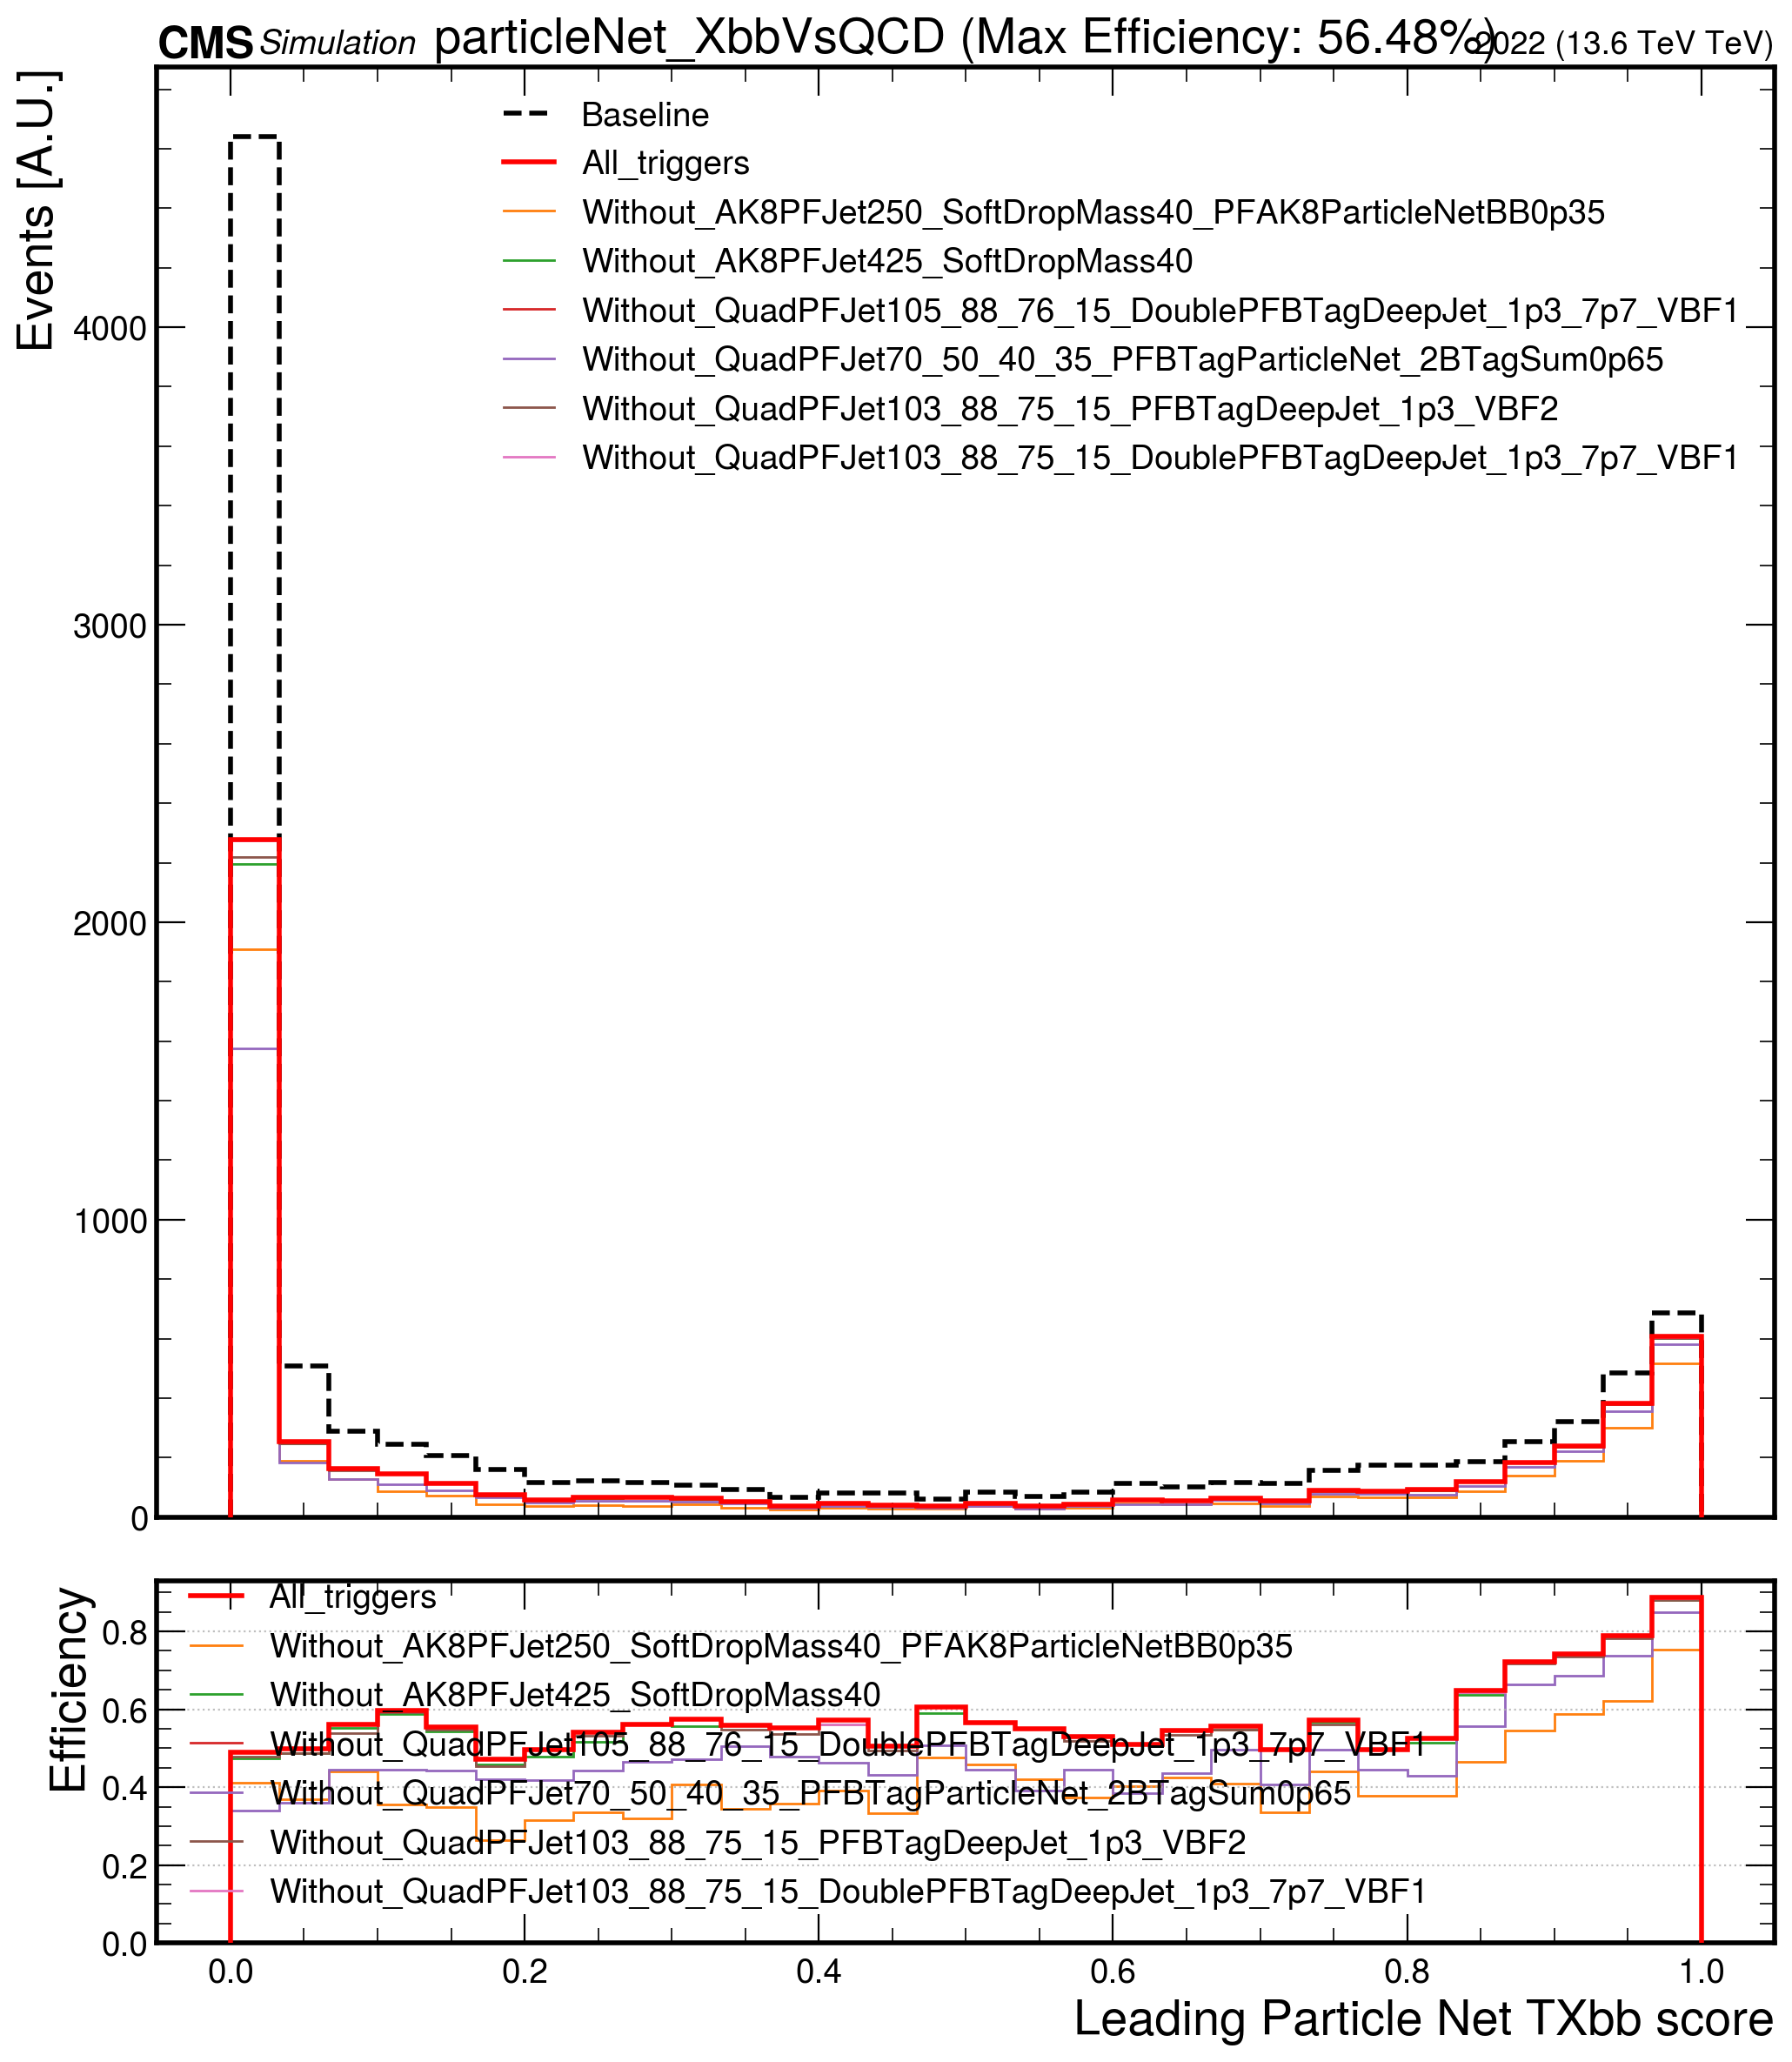 CMS Simulation particleNet_XbbVsQCD (Max Efficiency: 56.48%) 2022 (13.6 TeV TeV)
Events [A.U.]
Baseline
All_triggers
Without_AK8PFJet250_SoftDropMass40_PFAK8ParticleNetBB0p35
Without_AK8PFJet425_SoftDropMass40
Without_QuadPFJet105_88_76_15_DoublePFBTagDeepJet_1p3_7p7_VBF1
Without_QuadPFJet70_50_40_35_PFBTagParticleNet_2BTagSum0p65
Without_QuadPFJet103_88_75_15_PFBTagDeepJet_1p3_VBF2
Without_QuadPFJet103_88_75_15_DoublePFBTagDeepJet_1p3_7p7_VBF1
4000
3000
2000
1000
0
Efficiency
All_triggers
Without_AK8PFJet250_SoftDropMass40_PFAK8ParticleNetBB0p35
Without_AK8PFJet425_SoftDropMass40
Without_QuadPFJet105_88_76_15_DoublePFBTagDeepJet_1p3_7p7_VBF1
Without_QuadPFJet70_50_40_35_PFBTagParticleNet_2BTagSum0p65
Without_QuadPFJet103_88_75_15_PFBTagDeepJet_1p3_VBF2
Without_QuadPFJet103_88_75_15_DoublePFBTagDeepJet_1p3_7p7_VBF1
0.8
0.6
0.4
0.2
0.0
0.0 0.2 0.4 0.6 0.8 1.0
Leading Particle Net TXbb score